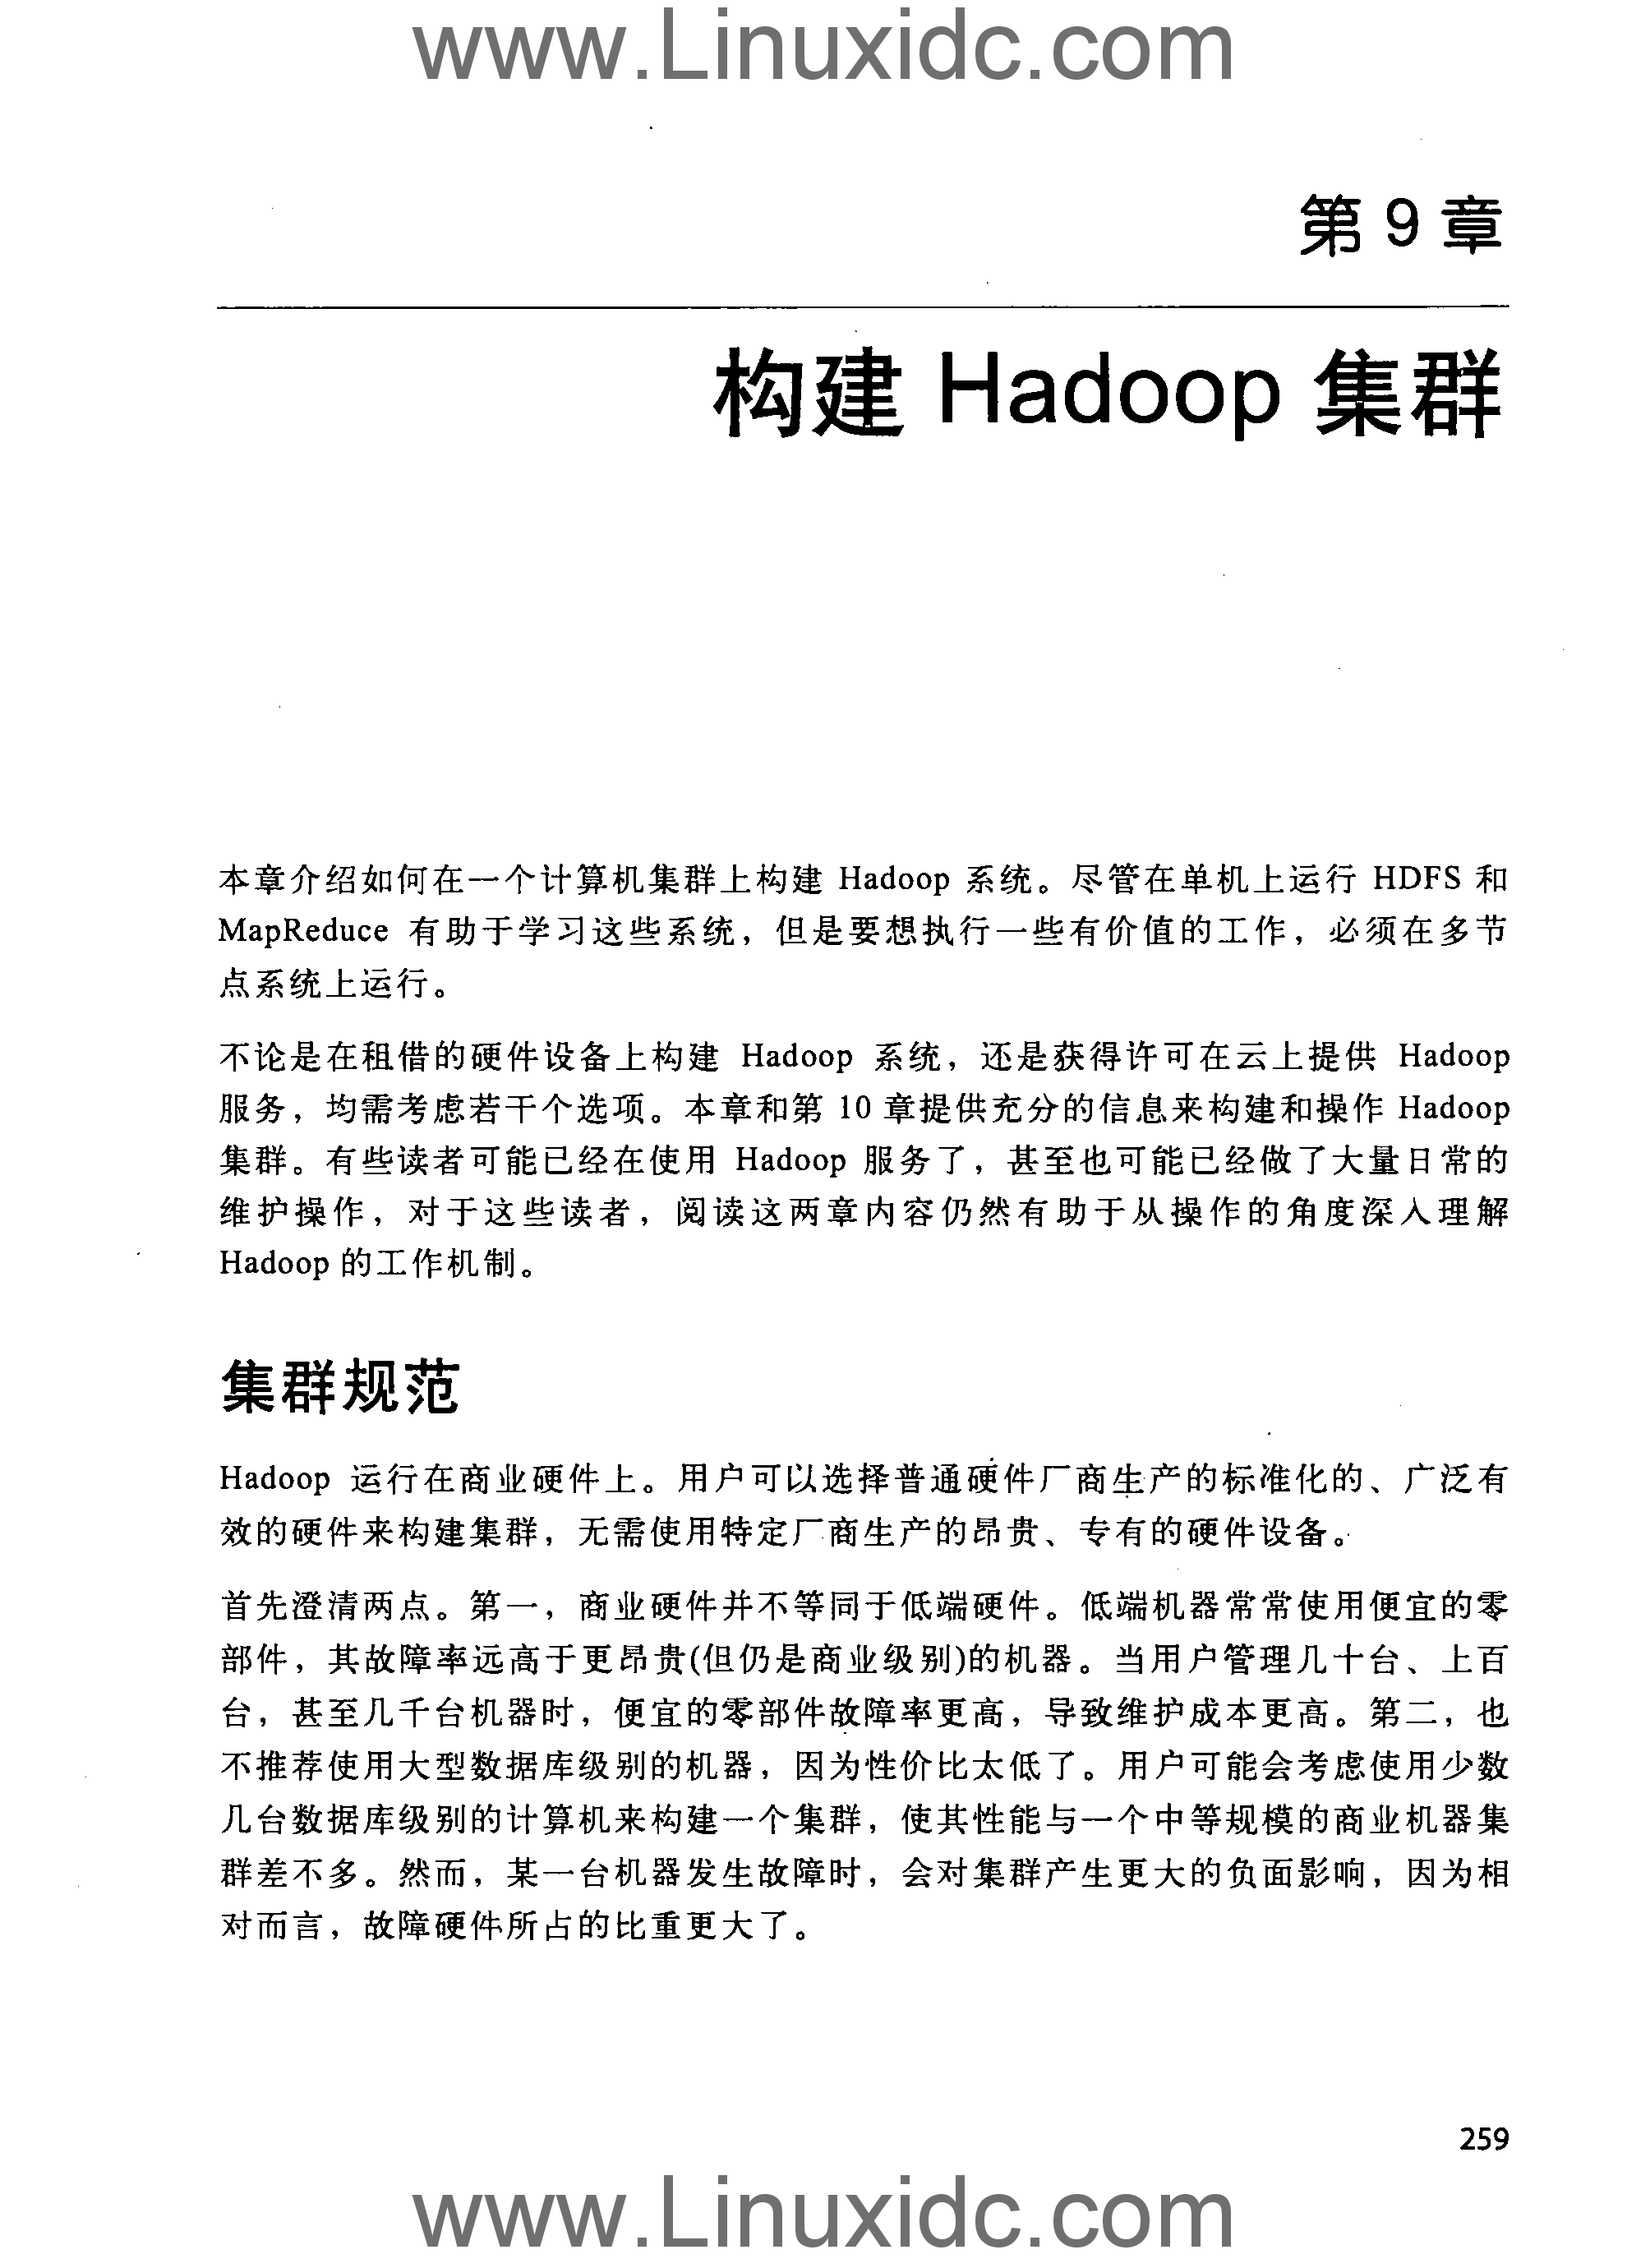 www.Linuxidc.com
第 9 章
构建 Hadoop 集群
本章介绍如何在一个计算机集群上构建 Hadoop 系统。尽管在单机上运行 HDFS 和
MapReduce 有助于学习这些系统，但是要想执行一些有价值的工作，必须在多节
点系统上运行。
不论是在租借的硬件设备上构建 Hadoop 系统，还是获得许可在云上提供 Hadoop
服务，均需考虑若干个选项。本章和第 10 章提供充分的信息来构建和操作 Hadoop
集群。有些读者可能已经在使用 Hadoop 服务了，甚至也可能已经做了大量日常的
维护操作，对于这些读者，阅读这两章内容仍然有助于从操作的角度深入理解
Hadoop 的工作机制。
集群规范
Hadoop 运行在商业硬件上。用户可以选择普通硬件厂商生产的标准化的、广泛有
效的硬件来构建集群，无需使用特定厂商生产的昂贵、专有的硬件设备。
首先澄清两点。第一，商业硬件并不等同于低端硬件。低端机器常常使用便宜的零
部件，其故障率远高于更昂贵(但仍是商业级别)的机器。当用户管理几十台、上百
台，甚至几千台机器时，便宜的零部件故障率更高，导致维护成本更高。第二，也
不推荐使用大型数据库级别的机器，因为性价比太低了。用户可能会考虑使用少数
几台数据库级别的计算机来构建一个集群，使其性能与一个中等规模的商业机器集
群差不多。然而，某一台机器发生故障时，会对集群产生更大的负面影响，因为相
对而言，故障硬件所占的比重更大了。
259
www.Linuxidc.com